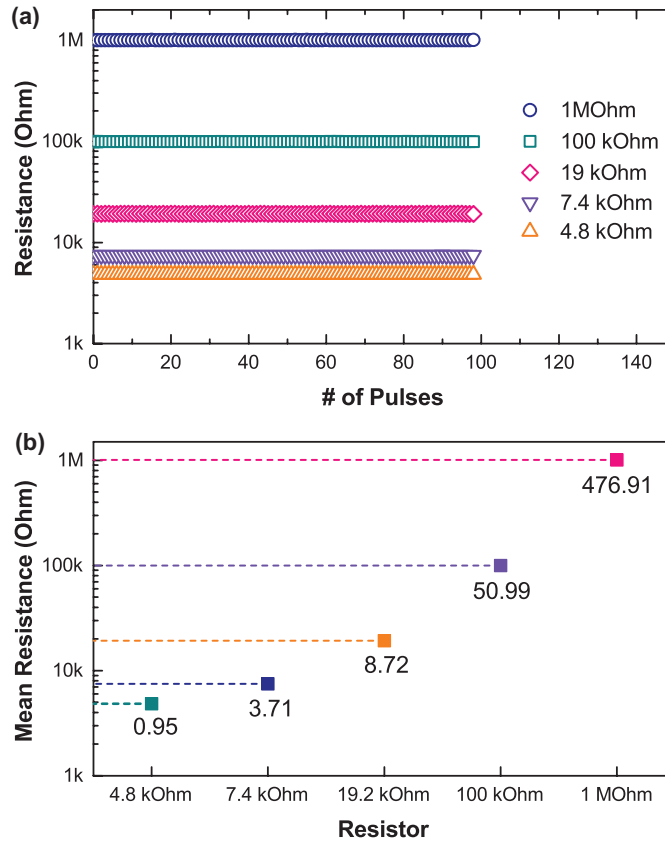 (a)
1M
100k
10k
1k
Resistance (Ohm)
0 20 40 60 80 100 120 140
# of Pulses
1MOhm
100 kOhm
19 kOhm
7.4 kOhm
4.8 kOhm
(b)
1M
100k
10k
1k
Mean Resistance (Ohm)
476.91
50.99
8.72
3.71
0.95
4.8 kOhm 7.4 kOhm 19.2 kOhm 100 kOhm 1 MOhm
Resistor